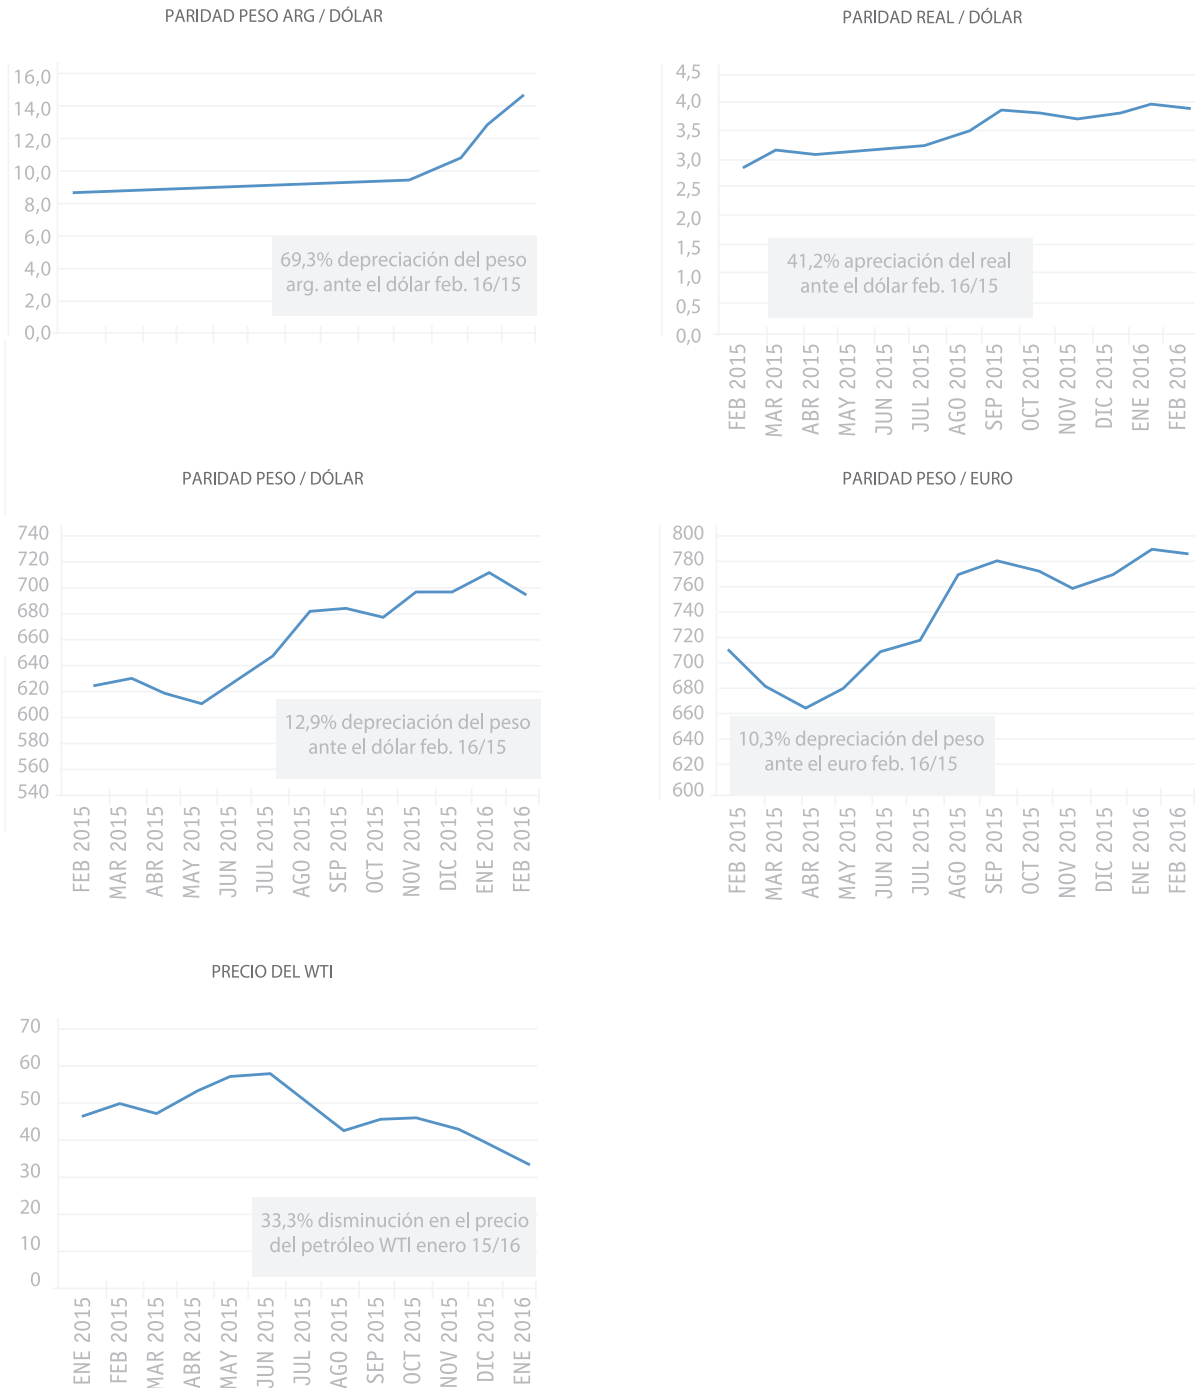 PARIDAD PESO ARG / DÓLAR
16,0
14,0
12,0
10,0
8,0
6,0
4,0
2,0
0,0
69,3% depreciación del peso
arg. ante el dólar feb. 16/15
PARIDAD REAL / DÓLAR
4,5
4,0
3,5
3,0
2,5
2,0
1,5
1,0
0,5
0,0
41,2% apreciación del real
ante el dólar feb. 16/15
FEB 2015
MAR 2015
ABR 2015
MAY 2015
JUN 2015
JUL 2015
AGO 2015
SEP 2015
OCT 2015
NOV 2015
DIC 2015
ENE 2016
FEB 2016
PARIDAD PESO / DÓLAR
740
720
700
680
660
640
620
600
580
560
540
12,9% depreciación del peso
ante el dólar feb. 16/15
FEB 2015
MAR 2015
ABR 2015
MAY 2015
JUN 2015
JUL 2015
AGO 2015
SEP 2015
OCT 2015
NOV 2015
DIC 2015
ENE 2016
FEB 2016
PARIDAD PESO / EURO
800
780
760
740
720
700
680
660
640
620
600
10,3% depreciación del peso
ante el euro feb. 16/15
FEB 2015
MAR 2015
ABR 2015
MAY 2015
JUN 2015
JUL 2015
AGO 2015
SEP 2015
OCT 2015
NOV 2015
DIC 2015
ENE 2016
FEB 2016
PRECIO DEL WTI
70
60
50
40
30
20
10
0
33,3% disminución en el precio
del petróleo WTl enero 15/16
ENE 2015
FEB 2015
MAR 2015
ABR 2015
MAY 2015
JUN 2015
JUL 2015
AGO 2015
SEP 2015
OCT 2015
NOV 2015
DIC 2015
ENE 2016